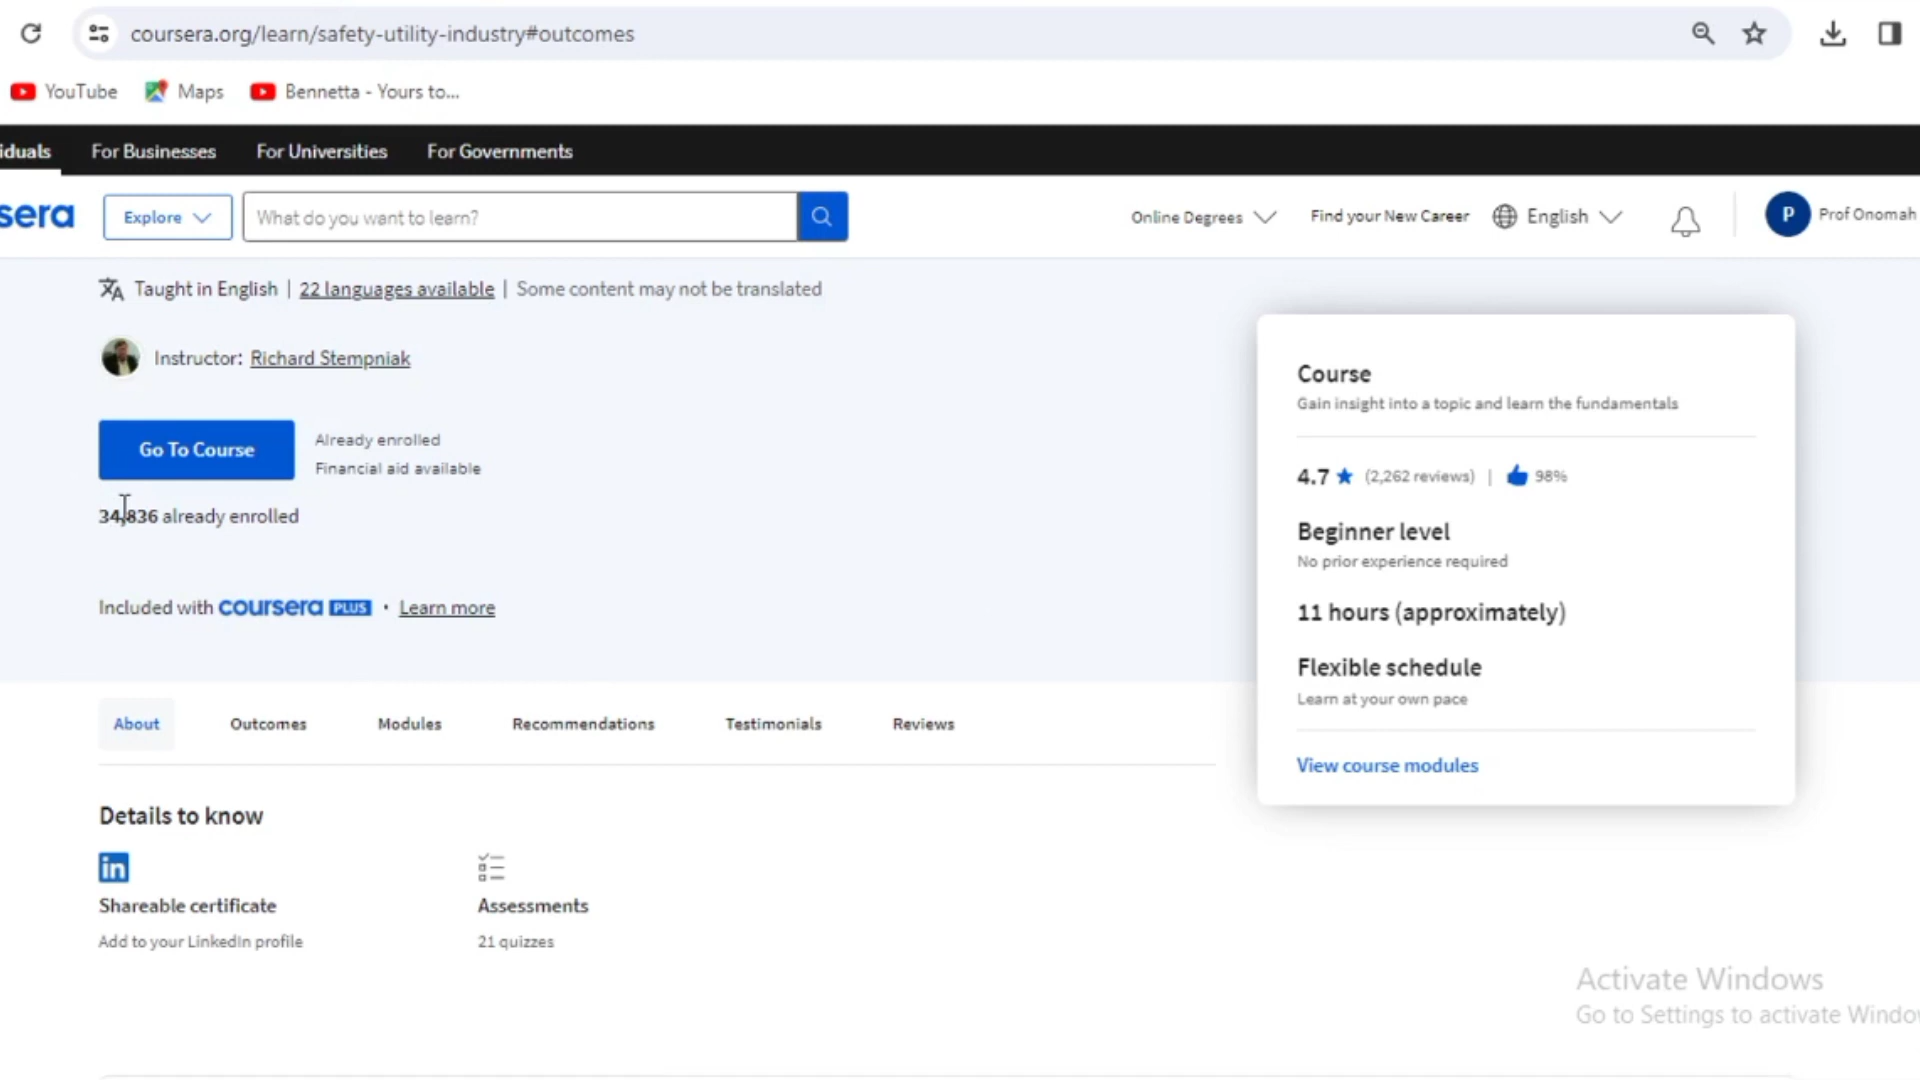 coursera.org/learn/safety-utility-industry#outcomes
YouTube Maps Bennetta - Yours to...
iduals For Businesses For Universities For Governments
sera Explore What do you want to learn? Online Degrees Find your New Career English P Prof Onomah
Taught in English | 22 languages available | Some content may not be translated
Instructor: Richard Stempniak
Go To Course
Already enrolled
Financial aid available
34,836 already enrolled
Included with coursera PLUS • Learn more
Course
Gain insight into a topic and learn the fundamentals
4.7 (2,262 reviews) | 98%
Beginner level
No prior experience required
11 hours (approximately)
Flexible schedule
Learn at your own pace
View course modules
About Outcomes Modules Recommendations Testimonials Reviews
Details to know
in
Shareable certificate
Add to your LinkedIn profile
Assessments
21 quizzes
Activate Windows
Go to Settings to activate Windo